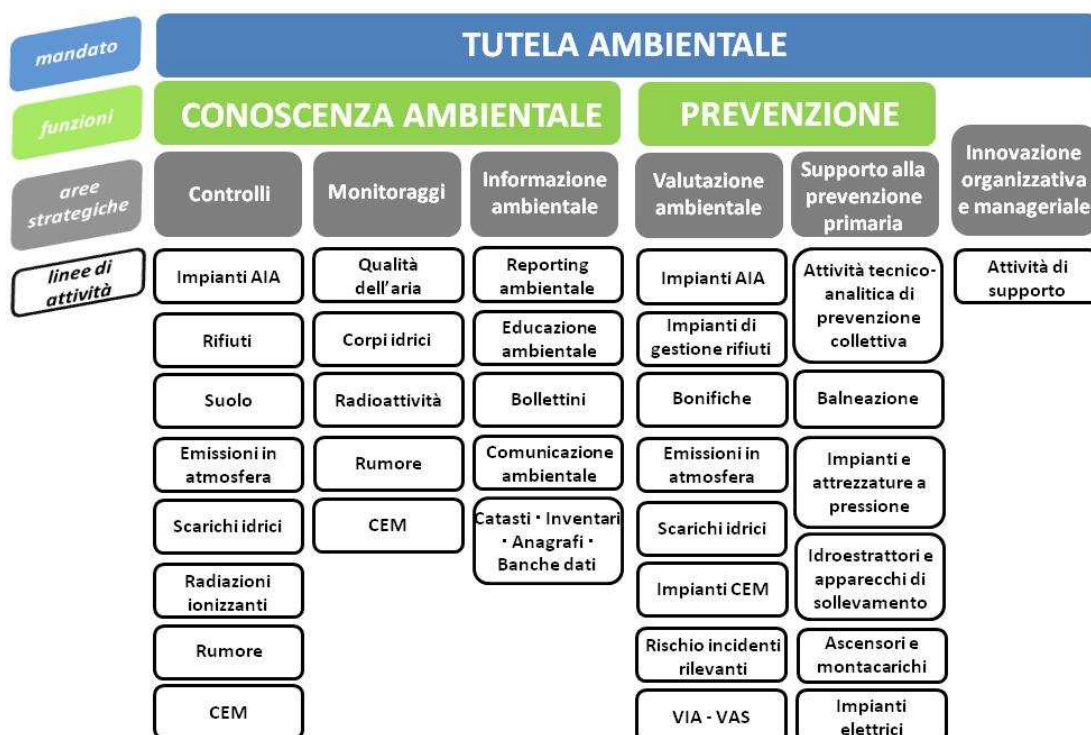 mandato
TUTELA AMBIENTALE
funzioni
CONOSCENZA AMBIENTALE
PREVENZIONE
aree
strategiche
Controlli
Monitoraggi
Informazione
ambientale
Valutazione
ambientale
Supporto alla
prevenzione
primaria
Innovazione
organizzativa
e manageriale
linee di
attività
Impianti AIA
Rifiuti
Suolo
Emissioni in
atmosfera
Scarichi idrici
Radiazioni
ionizzanti
Rumore
CEM
Qualità
dell'aria
Corpi idrici
Radioattività
Rumore
CEM
Reporting
ambientale
Educazione
ambientale
Bollettini
Comunicazione
ambientale
Catasti · Inventari
· Anagrafi ·
Banche dati
Impianti AIA
Impianti di
gestione rifiuti
Bonifiche
Emissioni in
atmosfera
Scarichi idrici
Impianti CEM
Rischio incidenti
rilevanti
VIA - VAS
Attività tecnico-
analitica di
prevenzione
collettiva
Balneazione
Impianti e
attrezzature a
pressione
Idroestrattori e
apparecchi di
sollevamento
Ascensori e
montacarichi
Impianti
elettrici
Attività di
supporto